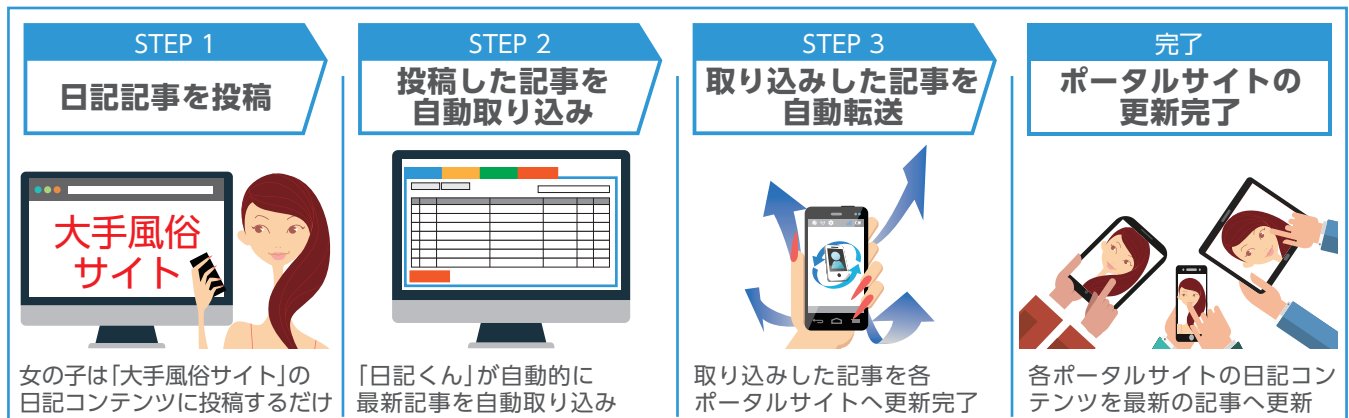 STEP 1
日記記事を投稿
大手風俗
サイト
女の子は「大手風俗サイト」の
日記コンテンツに投稿するだけ
STEP 2
投稿した記事を
自動取り込み
「日記くん」が自動的に
最新記事を自動取り込み
STEP 3
取り込みした記事を
自動転送
取り込みした記事を各
ポータルサイトへ更新完了
完了
ポータルサイトの
更新完了
各ポータルサイトの日記コン
テンツを最新の記事へ更新